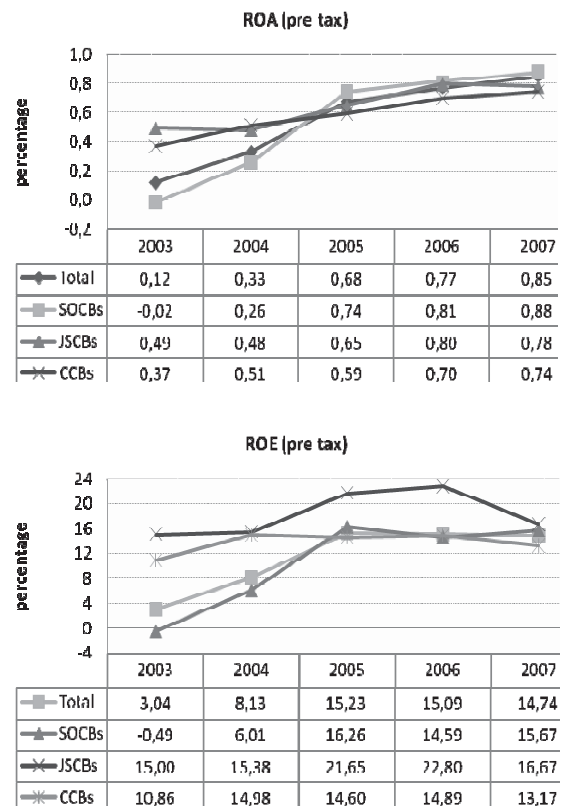 ROA (pre tax)
percentage
1,0
0,8
0,6
0,4
0,2
0,0
-0,2
2003 2004 2005 2006 2007
Total 0,12 0,33 0,68 0,77 0,85
SOCBs -0,02 0,26 0,74 0,81 0,88
JSCBs 0,49 0,48 0,65 0,80 0,78
CCBs 0,37 0,51 0,59 0,70 0,74
ROE (pre tax)
percentage
24
20
16
12
8
4
0
-4
2003 2004 2005 2006 2007
Total 3,04 8,13 15,23 15,09 14,74
SOCBs -0,49 6,01 16,26 14,59 15,67
JSCBs 15,00 15,38 21,65 22,80 16,67
CCBs 10,86 14,98 14,60 14,89 13,17